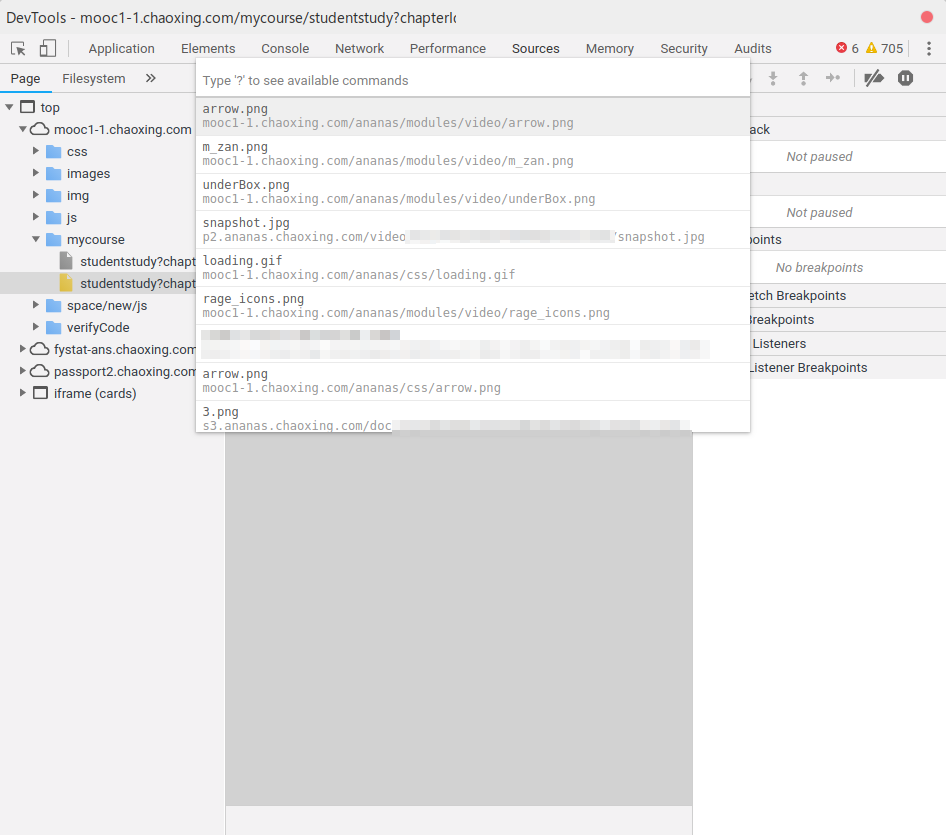 DevTools - mooc1-1.chaoxing.com/mycourse/studentstudy?chapterIc
Application Elements Console Network Performance Sources Memory Security Audits 6 705
Page Filesystem »
Type '?' to see available commands
arrow.png
mooc1-1.chaoxing.com/ananas/modules/video/arrow.png
m_zan.png
mooc1-1.chaoxing.com/ananas/modules/video/m_zan.png
underBox.png
mooc1-1.chaoxing.com/ananas/modules/video/underBox.png
snapshot.jpg
p2.ananas.chaoxing.com/video /snapshot.jpg
loading.gif
mooc1-1.chaoxing.com/ananas/css/loading.gif
rage_icons.png
mooc1-1.chaoxing.com/ananas/modules/video/rage_icons.png
arrow.png
mooc1-1.chaoxing.com/ananas/css/arrow.png
3.png
s3.ananas.chaoxing.com/doc
top
mooc1-1.chaoxing.com
css
images
img
js
mycourse
studentstudy?chapt
studentstudy?chapt
space/new/js
verifyCode
fystat-ans.chaoxing.com
passport2.chaoxing.com
iframe (cards)
ack
Not paused
Not paused
points
No breakpoints
etch Breakpoints
Breakpoints
Listeners
Listener Breakpoints